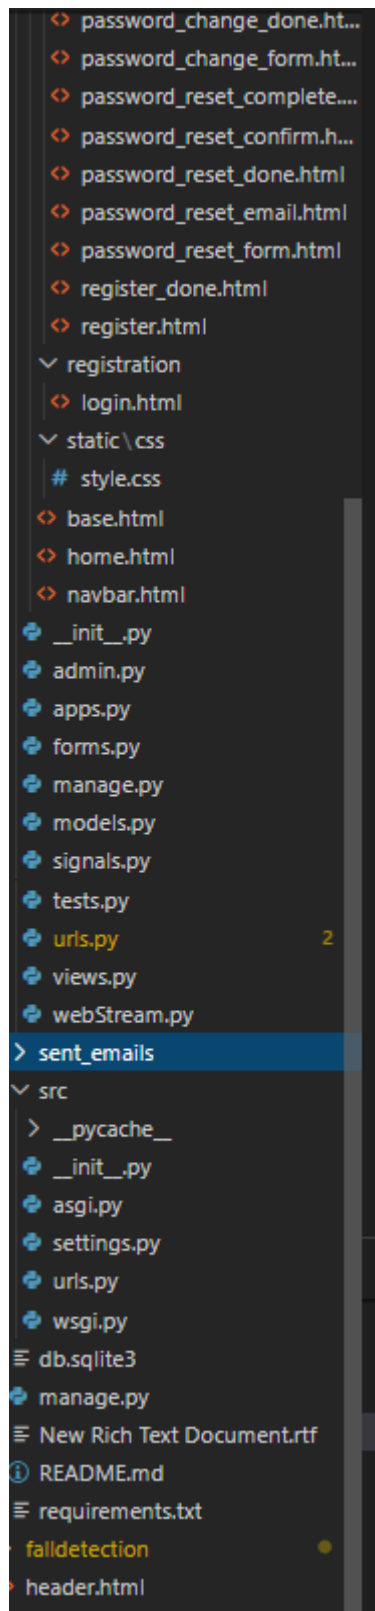 password_change_done.ht...
password_change_form.ht...
password_reset_complete....
password_reset_confirm.h...
password_reset_done.html
password_reset_email.html
password_reset_form.html
register_done.html
register.html
registration
login.html
static\css
# style.css
base.html
home.html
navbar.html
__init__.py
admin.py
apps.py
forms.py
manage.py
models.py
signals.py
tests.py
urls.py 2
views.py
webStream.py
sent_emails
src
__pycache__
__init__.py
asgi.py
settings.py
urls.py
wsgi.py
db.sqlite3
manage.py
New Rich Text Document.rtf
README.md
requirements.txt
falldetection
header.html